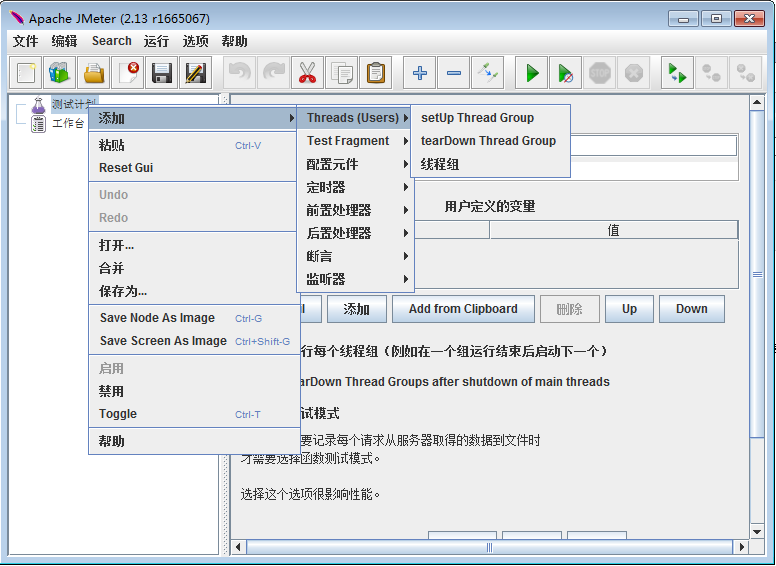 Apache JMeter (2.13 r1665067)
文件 编辑 Search 运行 选项 帮助
测试计划
工作台
添加
粘贴 Ctrl-V
Reset Gui
Undo
Redo
打开...
合并
保存为...
Save Node As Image Ctrl-G
Save Screen As Image Ctrl+Shift-G
启用
禁用
Toggle Ctrl-T
帮助
Threads (Users)
Test Fragment
配置元件
定时器
前置处理器
后置处理器
断言
监听器
setUp Thread Group
tearDown Thread Group
线程组
用户定义的变量
值
添加 Add from Clipboard 删除 Up Down
行每个线程组（例如在一个组运行结束后启动下一个）
arDown Thread Groups after shutdown of main threads
试模式
要记录每个请求从服务器取得的数据到文件时
才需要选择函数测试模式。
选择这个选项很影响性能。